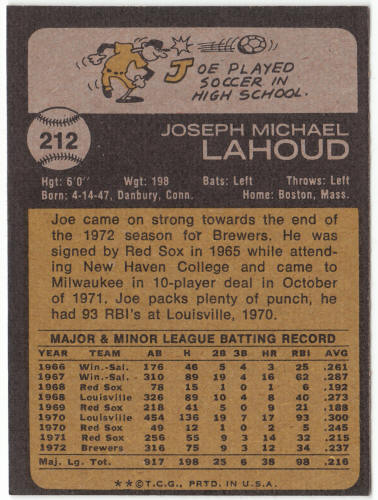 JOE PLAYED
SOCCER IN
HIGH SCHOOL.
212
JOSEPH MICHAEL
LAHOUD
Hgt: 6'0" Wgt: 198 Bats: Left Throws: Left
Born: 4-14-47, Danbury, Conn. Home: Boston, Mass.
Joe came on strong towards the end of
the 1972 season for Brewers. He was
signed by Red Sox in 1965 while attend-
ing New Haven College and came to
Milwaukee in 10-player deal in October
of 1971. Joe packs plenty of punch, he
had 93 RBI's at Louisville, 1970.
MAJOR & MINOR LEAGUE BATTING RECORD
YEAR TEAM AB H 2B 3B HR RBI AVG
1966 Win.-Sal. 176 46 5 4 3 25 .261
1967 Win.-Sal. 310 89 19 4 16 62 .287
1968 Red Sox 78 15 1 0 1 6 .192
1968 Louisville 326 89 10 4 8 40 .273
1969 Red Sox 218 41 5 0 9 21 .188
1970 Louisville 454 136 19 7 17 93 .300
1970 Red Sox 49 12 1 0 2 5 .245
1971 Red Sox 256 55 9 3 14 32 .215
1972 Brewers 316 75 9 3 12 34 .237
Maj. Lg. Tot. 917 198 25 6 38 98 .216
**©T.C.G., PRTD. IN U.S.A.